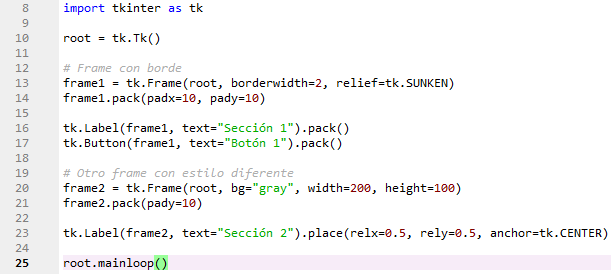 8 import tkinter as tk
9
10 root = tk.Tk()
11
12 # Frame con borde
13 frame1 = tk.Frame(root, borderwidth=2, relief=tk.SUNKEN)
14 frame1.pack(padx=10, pady=10)
15
16 tk.Label(frame1, text="Sección 1").pack()
17 tk.Button(frame1, text="Botón 1").pack()
18
19 # Otro frame con estilo diferente
20 frame2 = tk.Frame(root, bg="gray", width=200, height=100)
21 frame2.pack(pady=10)
22
23 tk.Label(frame2, text="Sección 2").place(relx=0.5, rely=0.5, anchor=tk.CENTER)
24
25 root.mainloop()